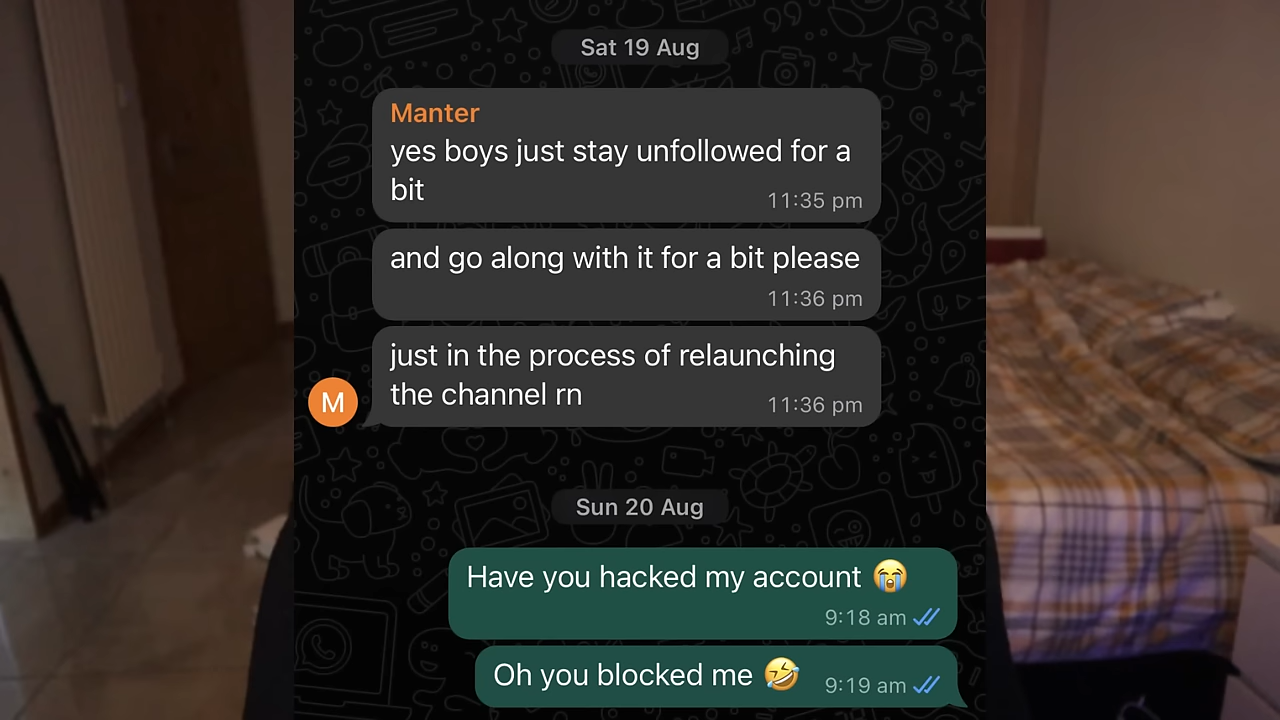 Sat 19 Aug
Manter
yes boys just stay unfollowed for a
bit
11:35 pm
and go along with it for a bit please
11:36 pm
just in the process of relaunching
the channel rn
11:36 pm
M
Sun 20 Aug
Have you hacked my account 😭
9:18 am
Oh you blocked me 🤣
9:19 am